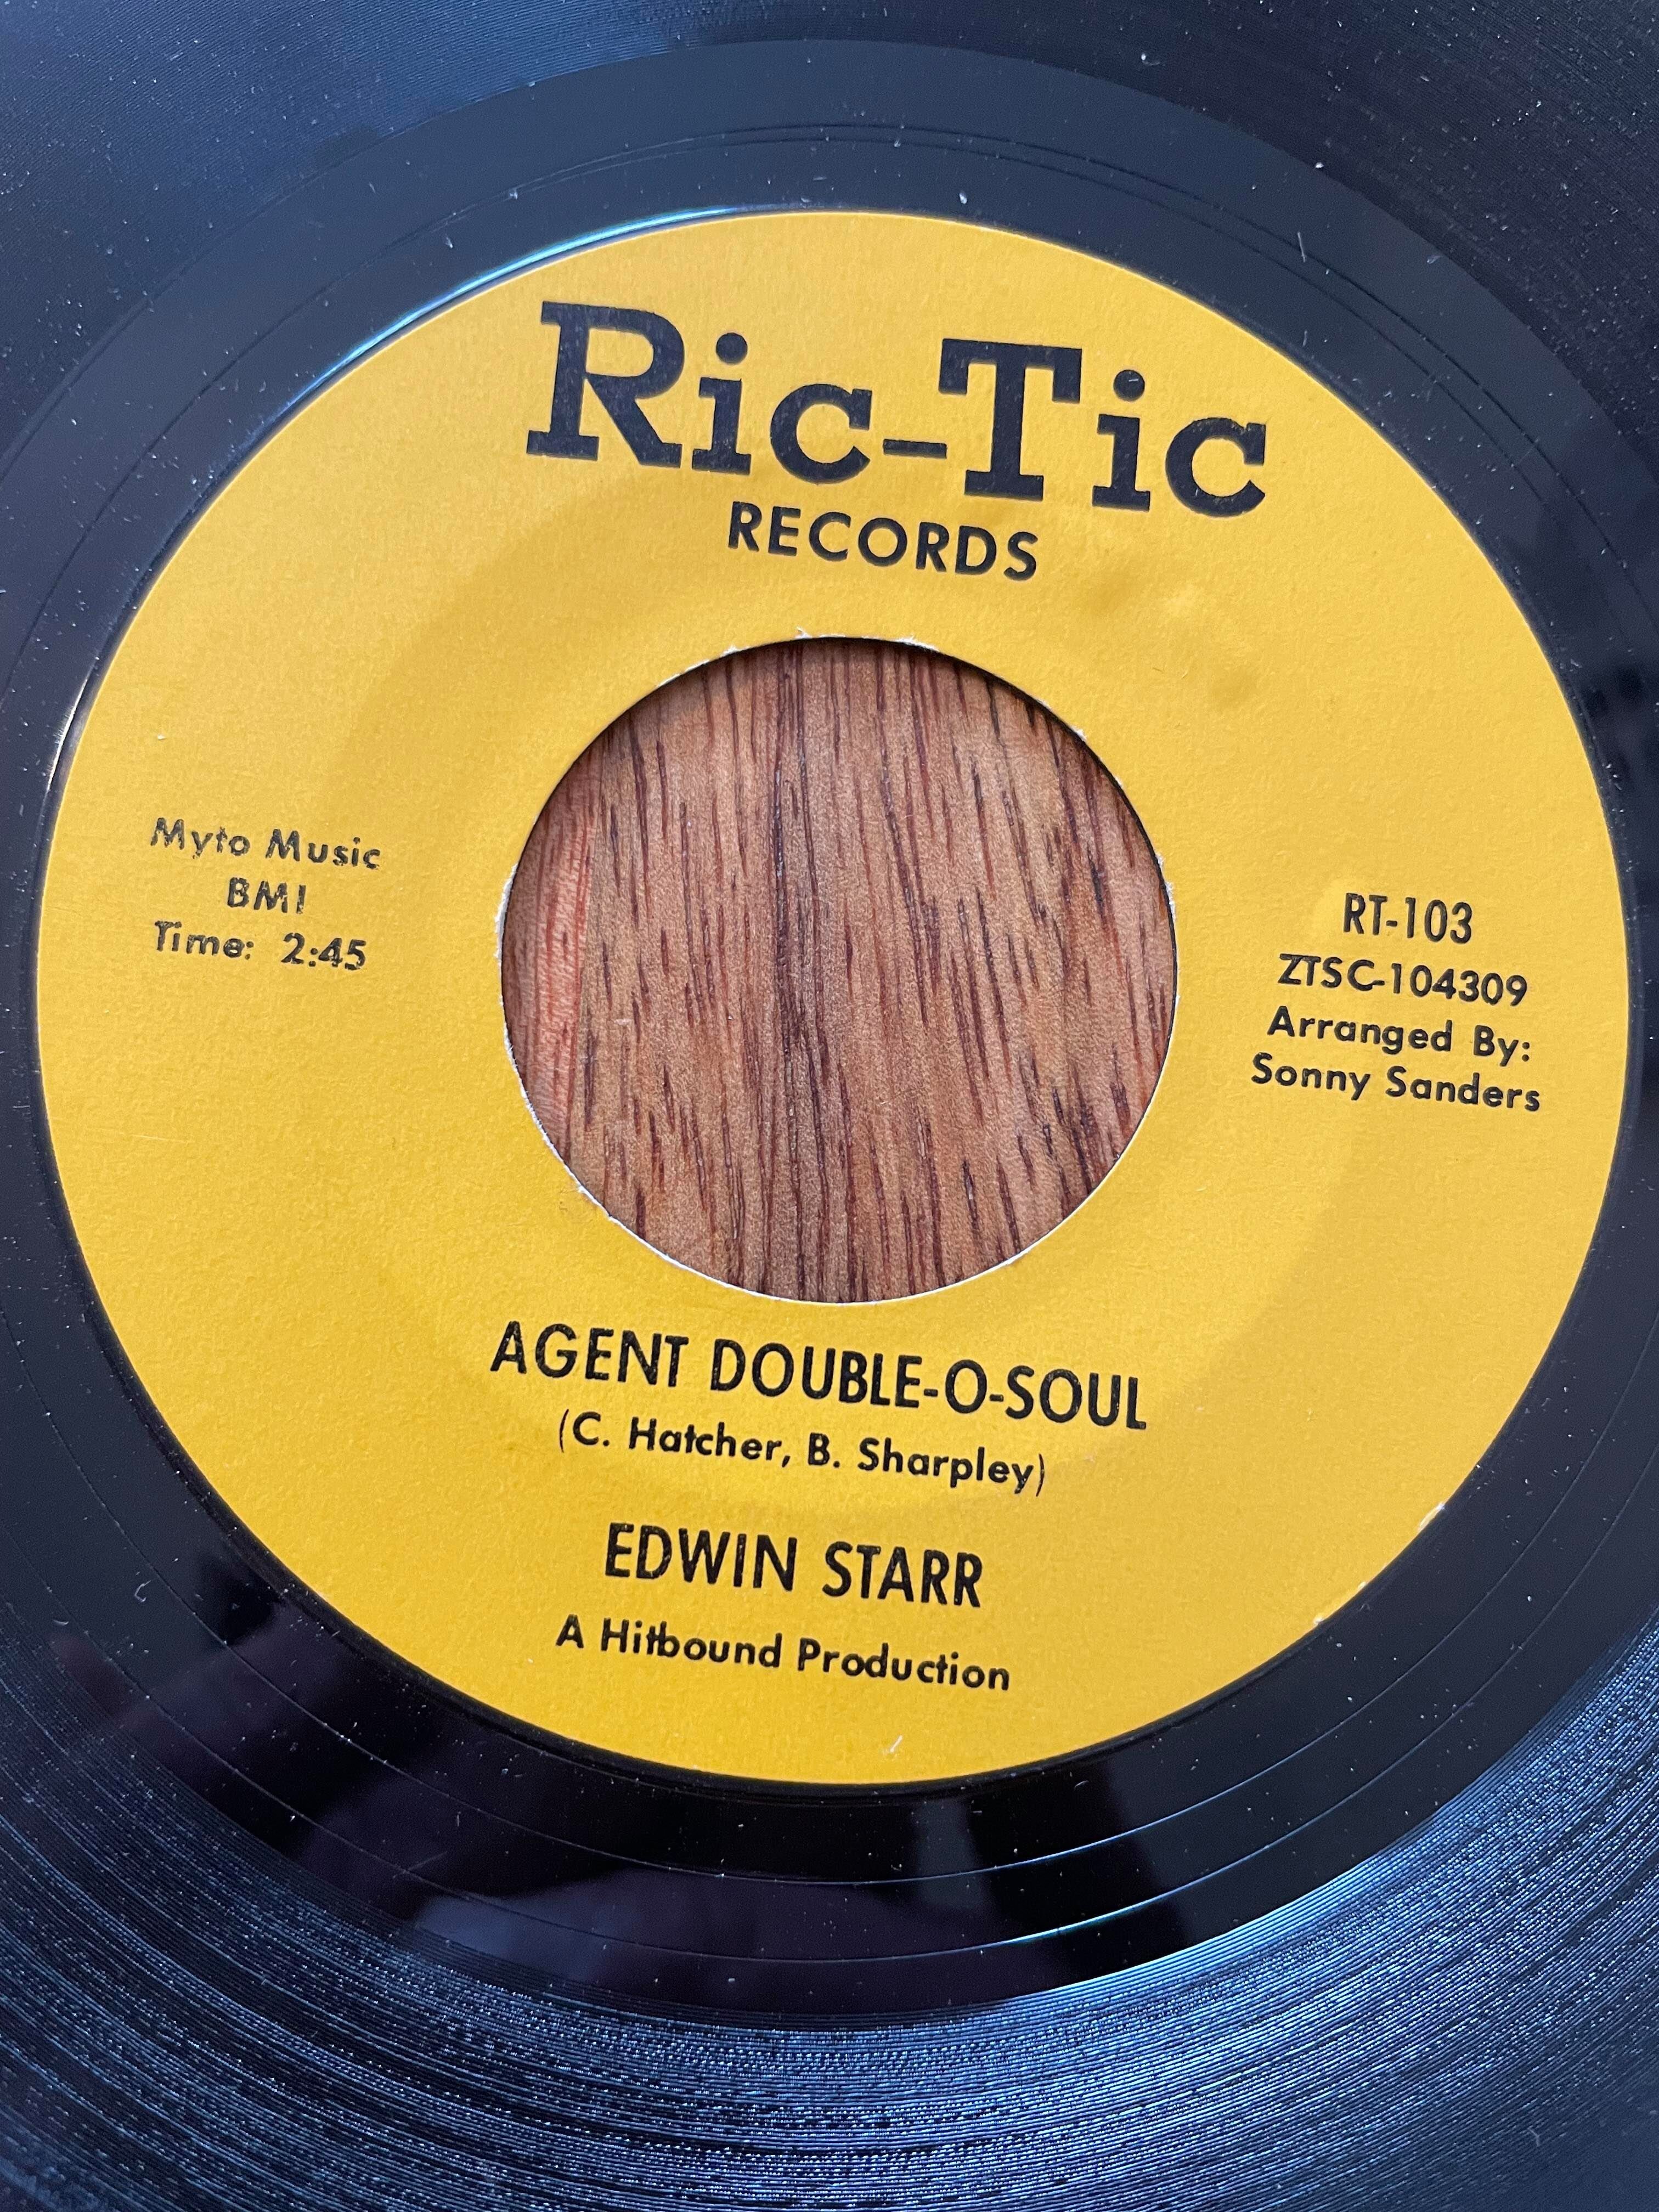 Ric-Tic
RECORDS
Myto Music
BMI
Time: 2:45
RT-103
ZTSC-104309
Arranged By:
Sonny Sanders
AGENT DOUBLE-O-SOUL
(C. Hatcher, B. Sharpley)
EDWIN STARR
A Hitbound Production